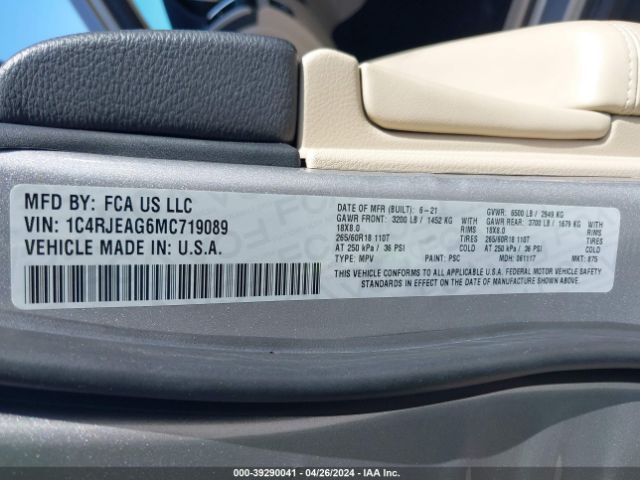 MFD BY: FCA US LLC
VIN: 1C4RJEAG6MC719089
VEHICLE MADE IN: U.S.A.
DATE OF MFR (BUILT): 6-21
GAWR FRONT: 3200 LB / 1452 KG
18X8.0 RIMS
265/60R18 110T TIRES
AT 250 kPa / 36 PSI COLD
TYPE: MPV
GVWR: 6500 LB / 2949 KG
GAWR REAR: 3700 LB / 1679 KG
18X8.0 RIMS
265/60R18 110T TIRES
AT 250 kPa / 36 PSI COLD
PAINT: PSC MDH: 061117 MKT: 875
THIS VEHICLE CONFORMS TO ALL APPLICABLE U.S.A. FEDERAL MOTOR VEHICLE SAFETY
STANDARDS IN EFFECT ON THE DATE OF MANUFACTURE SHOWN ABOVE.
000-39290041 - 04/26/2024 - IAA Inc.